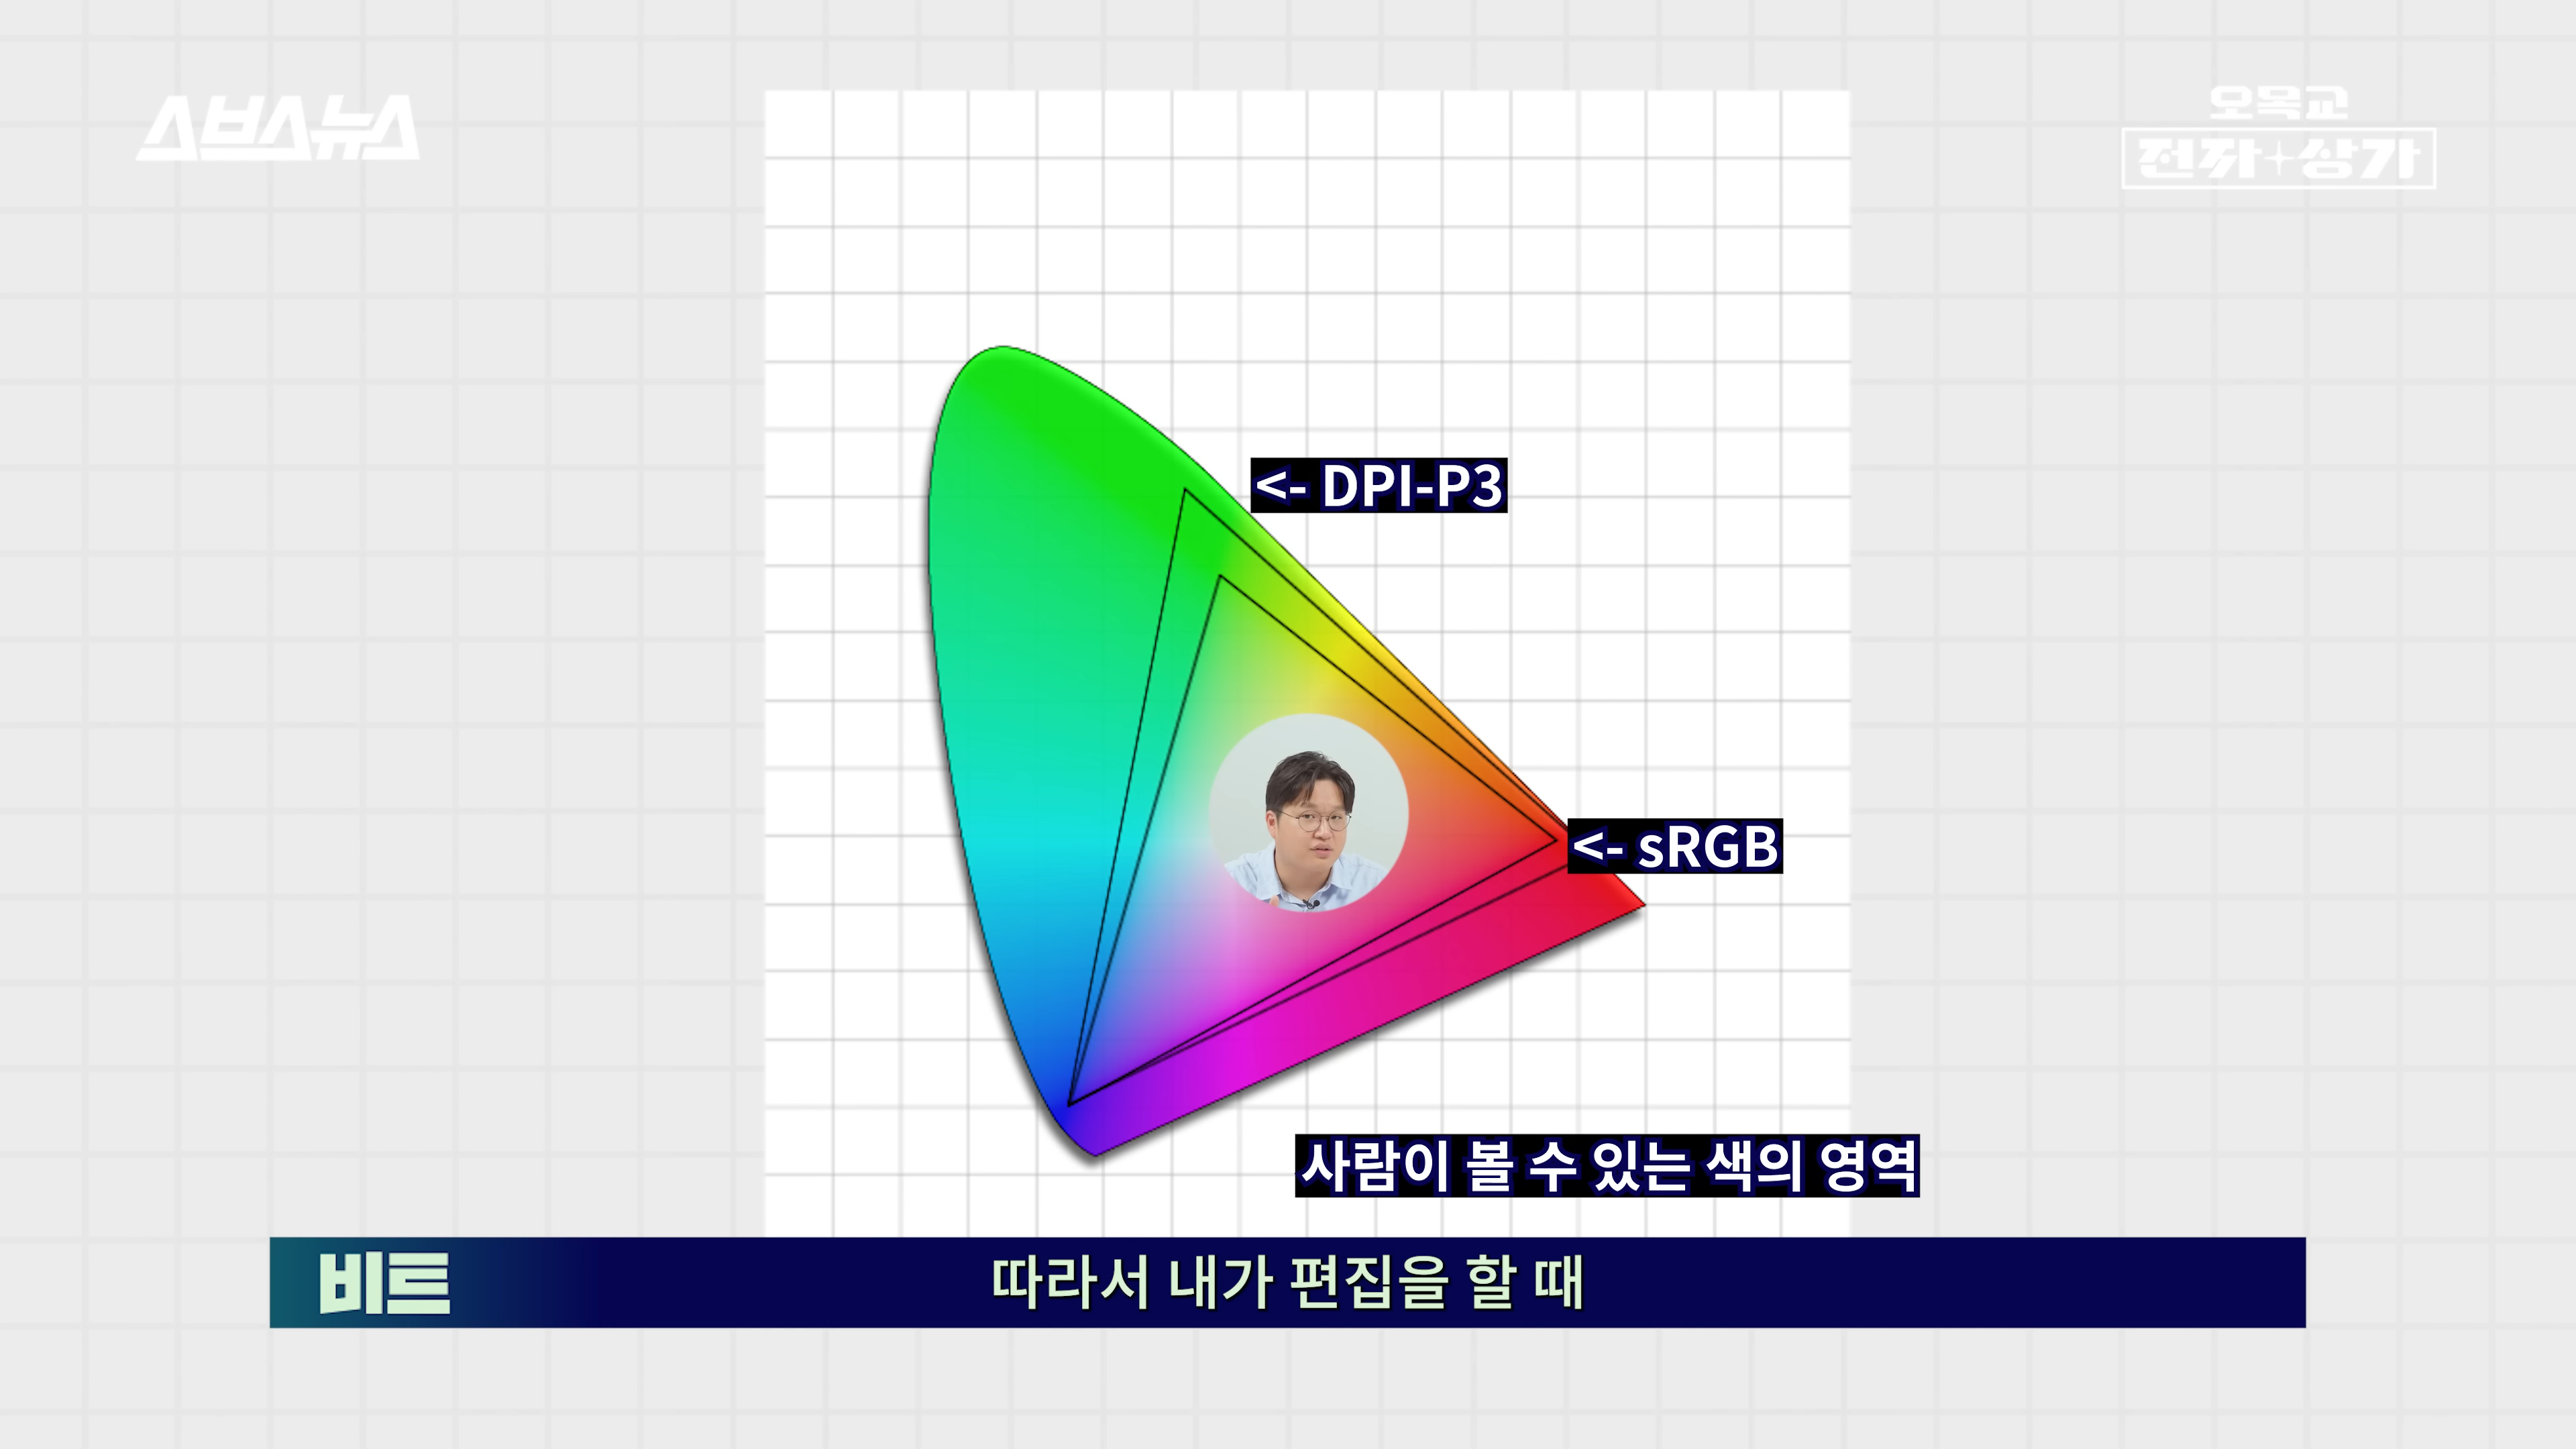 스브스뉴스
오목교
전자상가
<- DPI-P3
<- sRGB
사람이 볼 수 있는 색의 영역
비트
따라서 내가 편집을 할 때